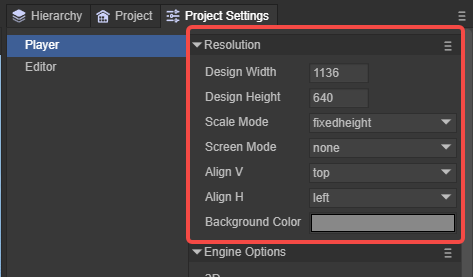 Hierarchy Project Project Settings
Player
Editor
Resolution
Design Width 1136
Design Height 640
Scale Mode fixedheight
Screen Mode none
Align V top
Align H left
Background Color
Engine Options